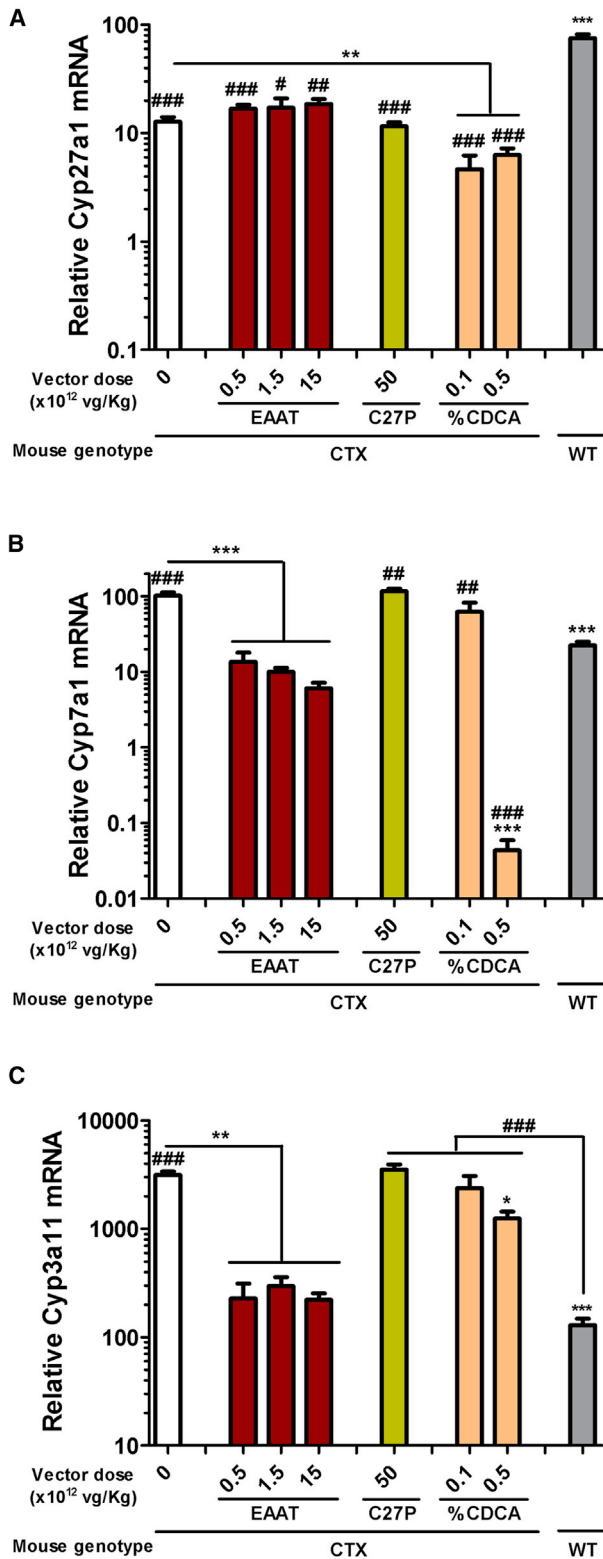 A
Relative Cyp27a1 mRNA
100
10
1
0.1
**
###
###
#
##
###
###
###
***
Vector dose
(x10¹² vg/Kg)
0
0.5
1.5
15
50
0.1
0.5
EAAT
C27P
%CDCA
Mouse genotype
CTX
WT
B
Relative Cyp7a1 mRNA
100
10
1
0.1
0.01
***
###
##
##
###
***
***
Vector dose
(x10¹² vg/Kg)
0
0.5
1.5
15
50
0.1
0.5
EAAT
C27P
%CDCA
Mouse genotype
CTX
WT
C
Relative Cyp3a11 mRNA
10000
1000
100
10
###
**
###
*
***
Vector dose
(x10¹² vg/Kg)
0
0.5
1.5
15
50
0.1
0.5
EAAT
C27P
%CDCA
Mouse genotype
CTX
WT